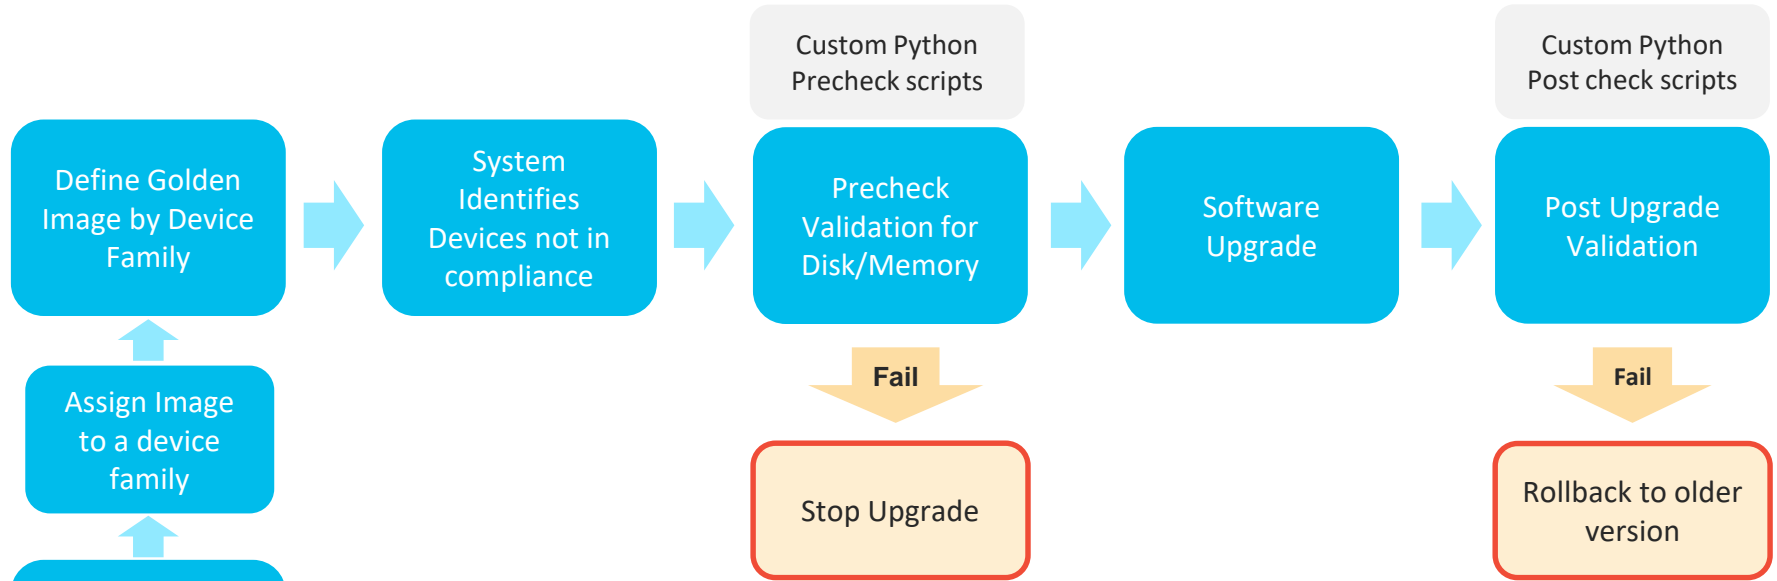 Custom Python
Precheck scripts
Custom Python
Post check scripts
Define Golden
Image by Device
Family
System
Identifies
Devices not in
compliance
Precheck
Validation for
Disk/Memory
Software
Upgrade
Post Upgrade
Validation
Fail
Fail
Assign Image
to a device
family
Stop Upgrade
Rollback to older
version